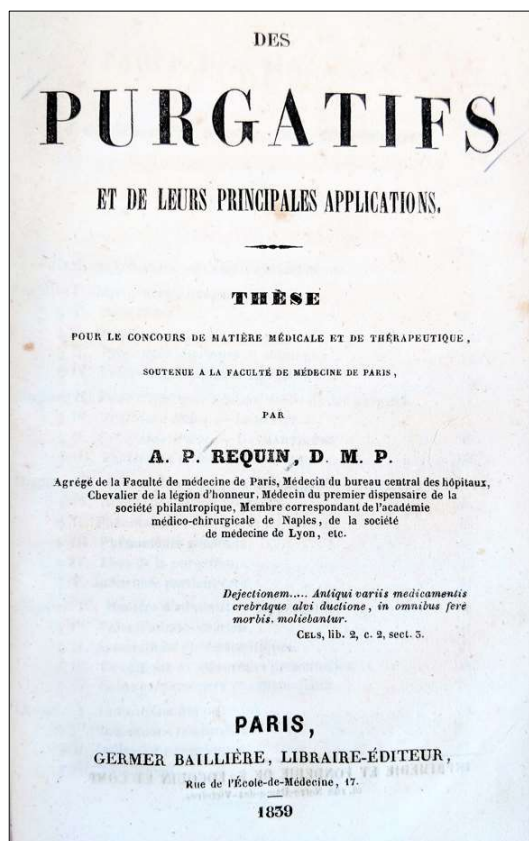 DES
PURGATIFS
ET DE LEURS PRINCIPALES APPLICATIONS.
THÈSE
POUR LE CONCOURS DE MATIÈRE MÉDICALE ET DE THÉRAPEUTIQUE,
SOUTENUE A LA FACULTÉ DE MÉDECINE DE PARIS,
PAR
A. P. REQUIN, D. M. P.
Agrégé de la Faculté de médecine de Paris, Médecin du bureau central des hôpitaux,
Chevalier de la légion d'honneur, Médecin du premier dispensaire de la
société philantropique, Membre correspondant de l'académie
médico-chirurgicale de Naples, de la société
de médecine de Lyon, etc.
Dejectionem..... Antiqui variis medicamentis
crebrâque alvi ductione, in omnibus ferè
morbis, moliebantur.
CELS, lib. 2, c. 2, sect. 3.
PARIS,
GERMER BAILLIÈRE, LIBRAIRE-ÉDITEUR,
Rue de l'École-de-Médecine, 17.
1839